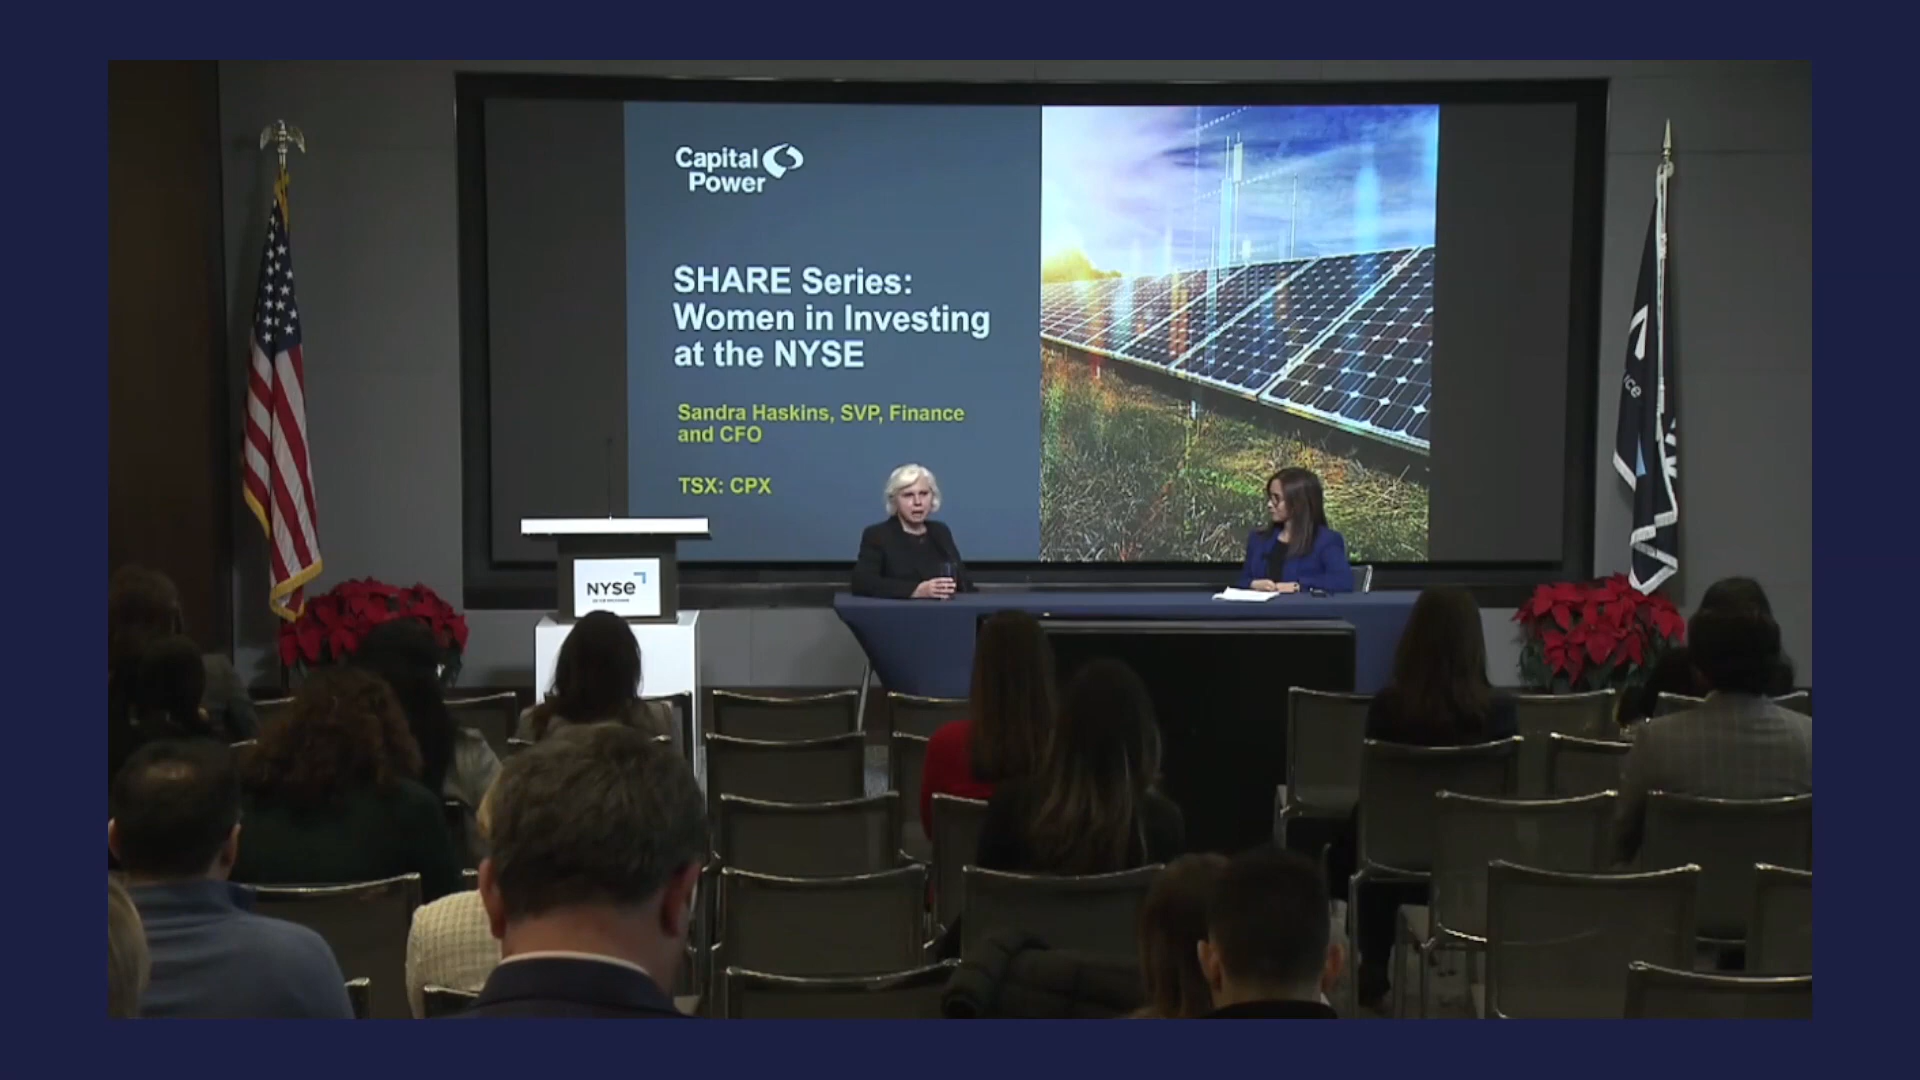 Capital
Power
SHARE Series:
Women in Investing
at the NYSE
Sandra Haskins, SVP, Finance
and CFO
TSX: CPX
NYSE
ice